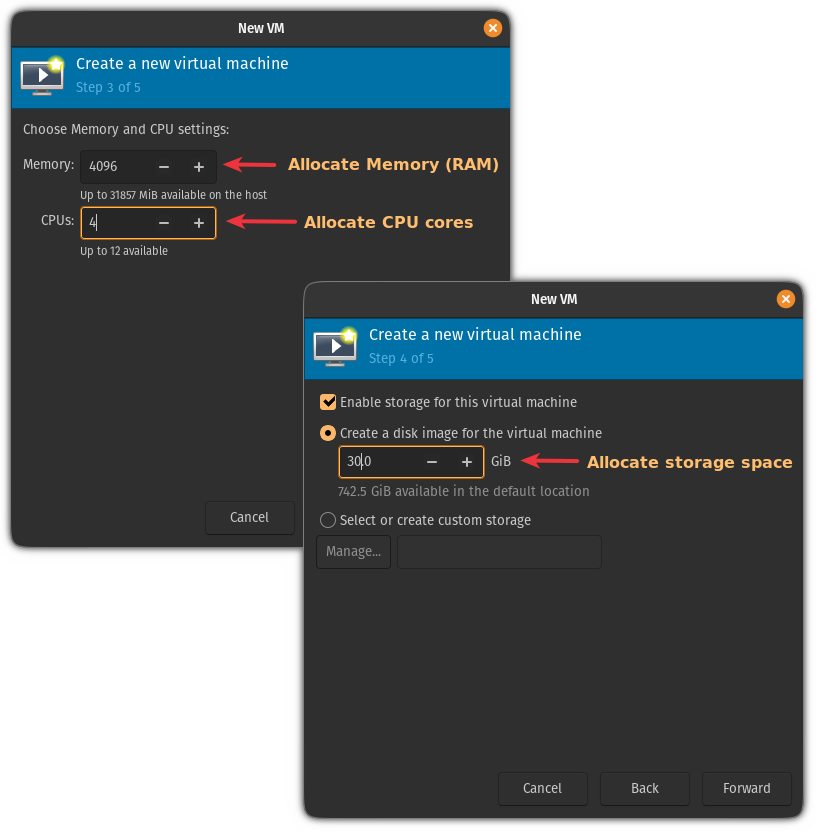 New VM
Create a new virtual machine
Step 3 of 5
Choose Memory and CPU settings:
Memory: 4096 − + Allocate Memory (RAM)
Up to 31857 MiB available on the host
CPUs: 4 − + Allocate CPU cores
Up to 12 available
Cancel
New VM
Create a new virtual machine
Step 4 of 5
Enable storage for this virtual machine
Create a disk image for the virtual machine
30.0 − + GiB Allocate storage space
742.5 GiB available in the default location
Select or create custom storage
Manage...
Cancel Back Forward